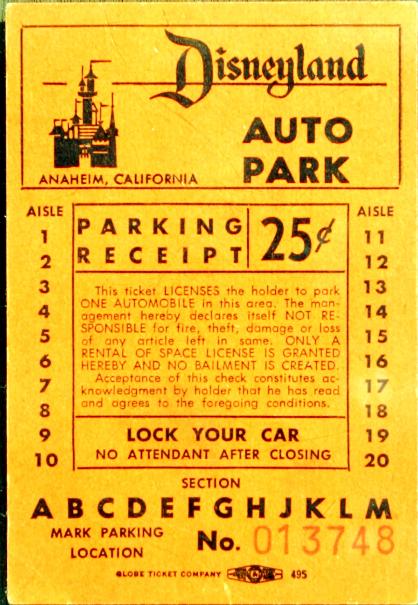 Disneyland
AUTO
PARK
ANAHEIM, CALIFORNIA
AISLE
1
2
3
4
5
6
7
8
9
10
PARKING
RECEIPT
25¢
This ticket LICENSES the holder to park
ONE AUTOMOBILE in this area. The man-
agement hereby declares itself NOT RE-
SPONSIBLE for fire, theft, damage or loss
of any article left in same. ONLY A
RENTAL OF SPACE LICENSE IS GRANTED
HEREBY AND NO BAILMENT IS CREATED.
Acceptance of this check constitutes ac-
knowledgment by holder that he has read
and agrees to the foregoing conditions.
LOCK YOUR CAR
NO ATTENDANT AFTER CLOSING
AISLE
11
12
13
14
15
16
17
18
19
20
SECTION
A B C D E F G H J K L M
MARK PARKING
LOCATION
No. 013748
GLOBE TICKET COMPANY 495